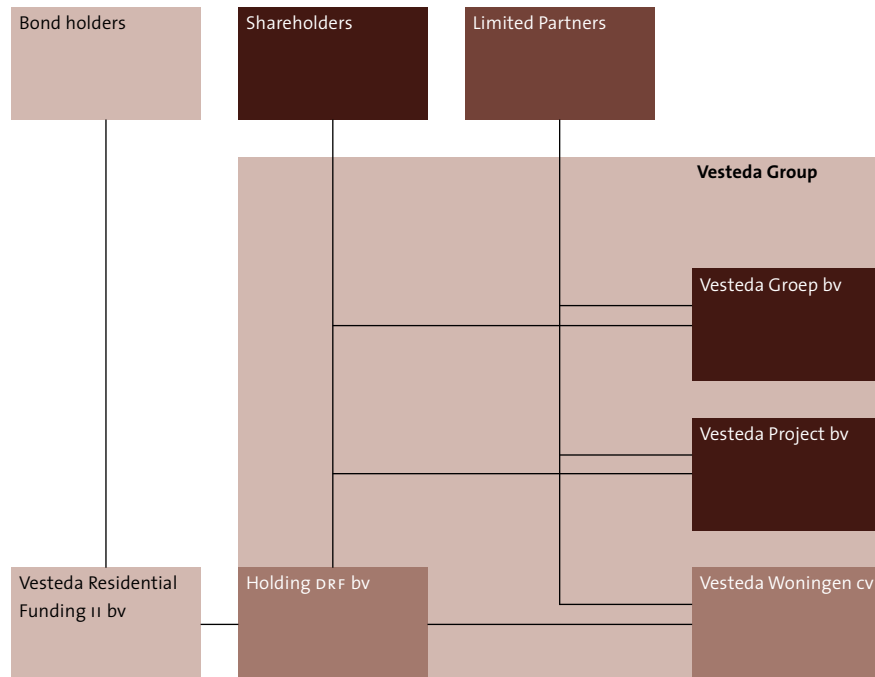 Bond holders
Shareholders
Limited Partners
Vesteda Group
Vesteda Groep bv
Vesteda Project bv
Vesteda Residential
Funding II bv
Holding DRF bv
Vesteda Woningen cv